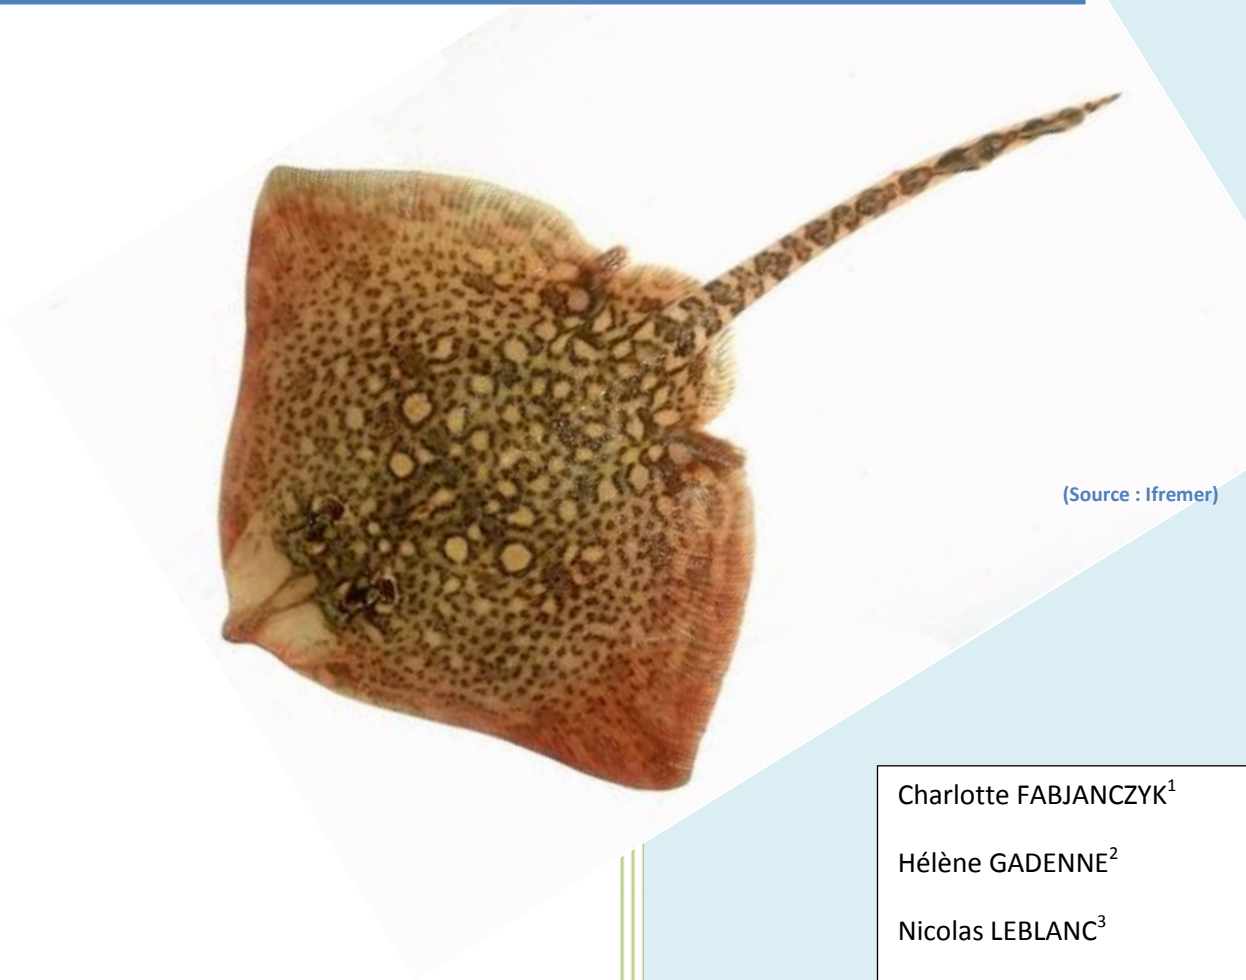 (Source : Ifremer)
Charlotte FABJANCZYK¹
Hélène GADENNE²
Nicolas LEBLANC³